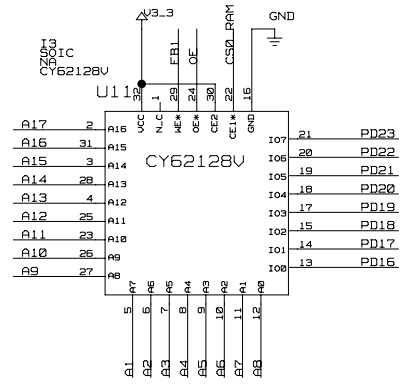 V3_3
GND
I3
SOIC
NA
CY62128V
U11
FB1
OE
CS0_RAM
32
1
29
24
30
22
16
VCC
N_C
WE*
OE*
CE2
CE1*
GND
CY62128V
A17 2 A16
A16 31 A15
A15 3 A14
A14 28 A13
A13 4 A12
A12 25 A11
A11 23 A10
A10 26 A9
A9 27 A8
IO7 21 PD23
IO6 20 PD22
IO5 19 PD21
IO4 18 PD20
IO3 17 PD19
IO2 15 PD18
IO1 14 PD17
IO0 13 PD16
A7
A6
A5
A4
A3
A2
A1
A0
5
6
7
8
9
10
11
12
A1
A2
A3
A4
A5
A6
A7
A8